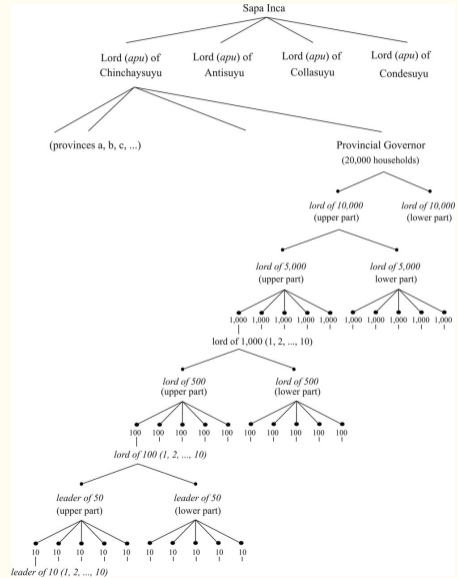 Sapa Inca
Lord (apu) of Chinchaysuyu
Lord (apu) of Antisuyu
Lord (apu) of Collasuyu
Lord (apu) of Condesuyu
(provinces a, b, c, ...)
Provincial Governor
(20,000 households)
lord of 10,000 (upper part)
lord of 10,000 (lower part)
lord of 5,000 (upper part)
lord of 5,000 lower part)
1,000 1,000 1,000 1,000 1,000 1,000 1,000 1,000 1,000 1,000
lord of 1,000 (1, 2, ..., 10)
lord of 500 (upper part)
lord of 500 (lower part)
100 100 100 100 100 100 100 100 100 100
lord of 100 (1, 2, ..., 10)
leader of 50 (upper part)
leader of 50 (lower part)
10 10 10 10 10 10 10 10 10 10
leader of 10 (1, 2, ..., 10)